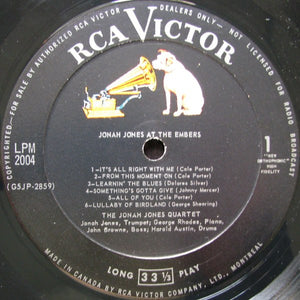 COPYRIGHTED—FOR SALE BY AUTHORIZED RCA VICTOR DEALERS ONLY— NOT LICENSED FOR RADIO BROADCAST
RCA VICTOR
JONAH JONES AT THE EMBERS
LPM
2004
(G5JP-2859)
1
"NEW
ORTHOPHONIC"
HIGH
FIDELITY
1—IT'S ALL RIGHT WITH ME (Cole Porter)
2—FROM THIS MOMENT ON (Cole Porter)
3—LEARNIN' THE BLUES (Dolores Silver)
4—SOMETHING'S GOTTA GIVE (Johnny Mercer)
5—ALL OF YOU (Cole Porter)
6—LULLABY OF BIRDLAND (George Shearing)
THE JONAH JONES QUARTET
Jonah Jones, Trumpet; George Rhodes, Piano,
John Browne, Bass; Harold Austin, Drums
LONG 33⅓ PLAY
MADE IN CANADA BY RCA VICTOR COMPANY, LTD., MONTREAL